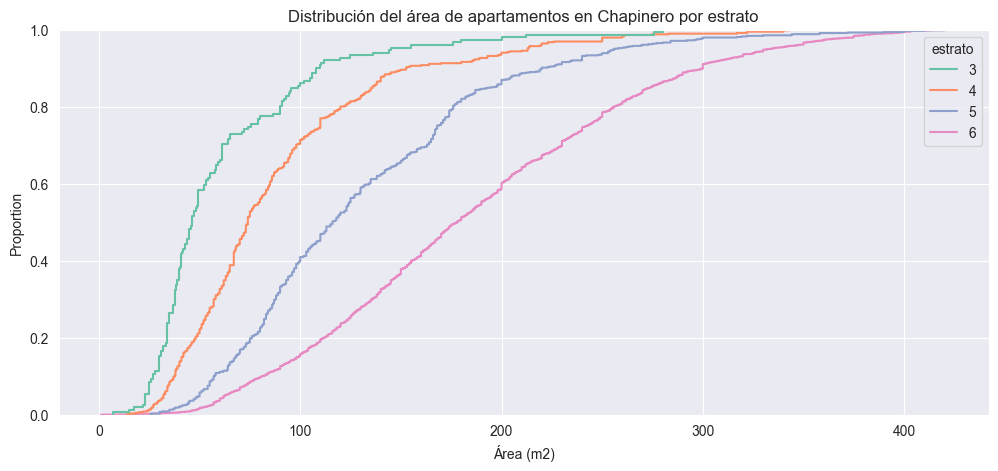 Distribución del área de apartamentos en Chapinero por estrato
1.0
0.8
0.6
0.4
0.2
0.0
Proportion
0 100 200 300 400
Área (m2)
estrato
3
4
5
6